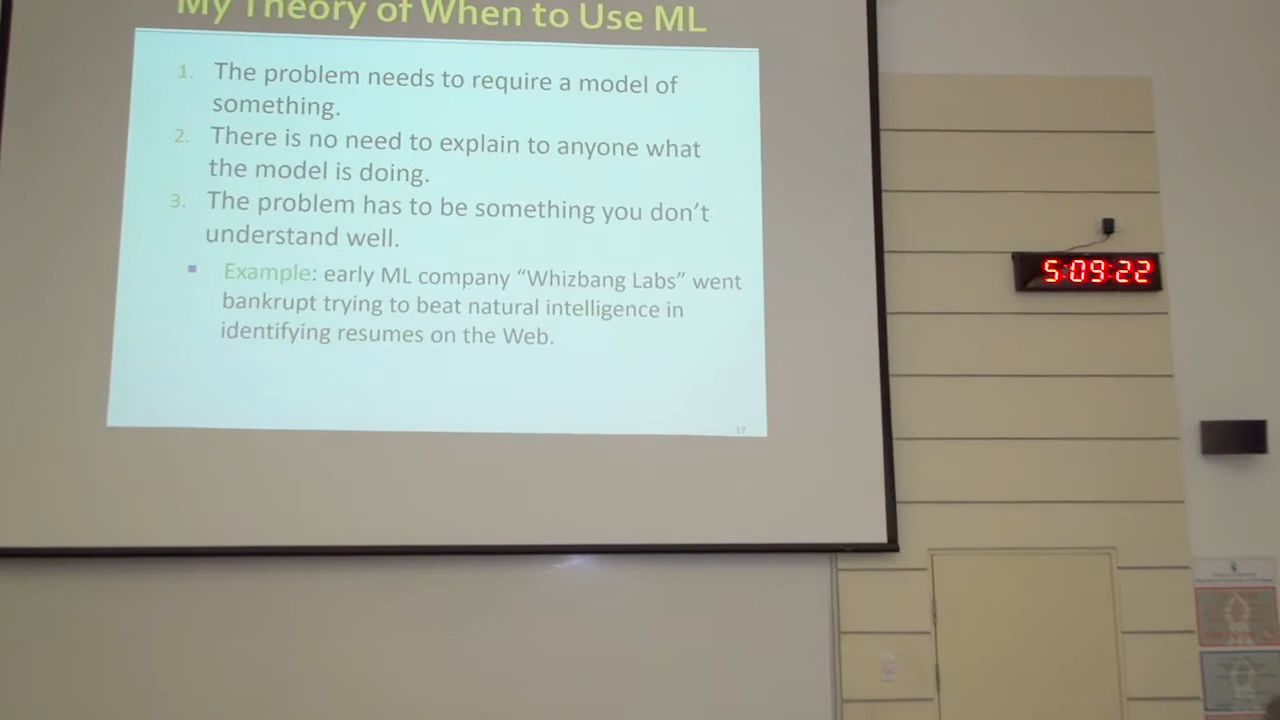 My Theory of When to Use ML
1. The problem needs to require a model of
something.
2. There is no need to explain to anyone what
the model is doing.
3. The problem has to be something you don't
understand well.
Example: early ML company “Whizbang Labs” went
bankrupt trying to beat natural intelligence in
identifying resumes on the Web.
17
5:09:22